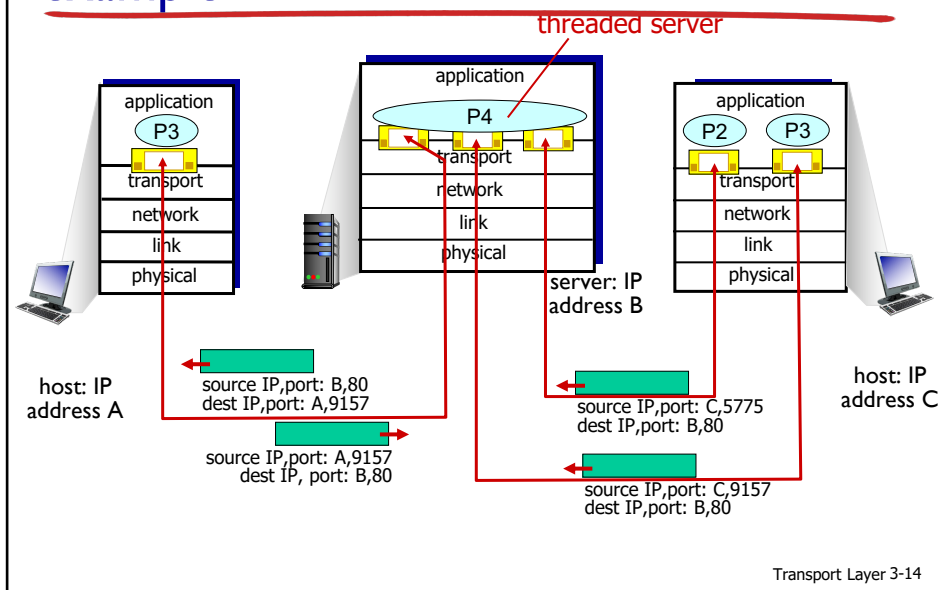 threaded server
application
P3
transport
network
link
physical
application
P4
transport
network
link
physical
application
P2 P3
transport
network
link
physical
server: IP
address B
host: IP
address A
source IP,port: B,80
dest IP,port: A,9157
source IP,port: A,9157
dest IP, port: B,80
source IP,port: C,5775
dest IP,port: B,80
source IP,port: C,9157
dest IP,port: B,80
host: IP
address C
Transport Layer 3-14